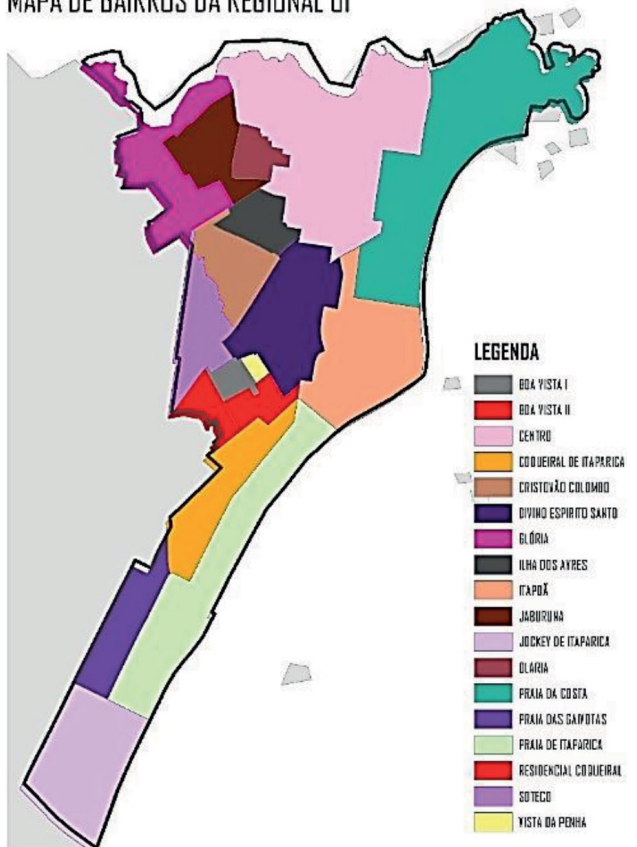 MAPA DE BAIRROS DA REGIONAL 01
LEGENDA
BOA VISTA I
BOA VISTA II
CENTRO
COQUEIRAL DE ITAPARICA
CRISTOVÃO COLOMBO
DIVINO ESPIRITO SANTO
GLÓRIA
ILHA DOS AYRES
ITAPOÃ
JABURUNA
JOCKEY DE ITAPARICA
OLARIA
PRAIA DA COSTA
PRAIA DAS GAIVOTAS
PRAIA DE ITAPARICA
RESIDENCIAL COQUEIRAL
SOTECO
VISTA DA PENHA